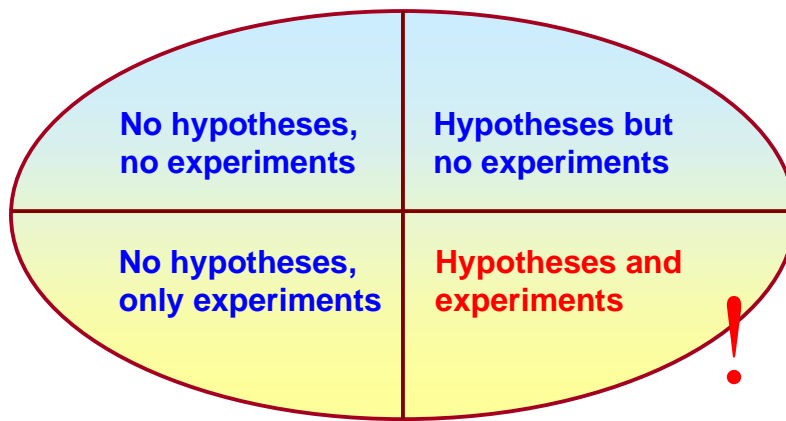 No hypotheses,
no experiments
Hypotheses but
no experiments
No hypotheses,
only experiments
Hypotheses and
experiments
!